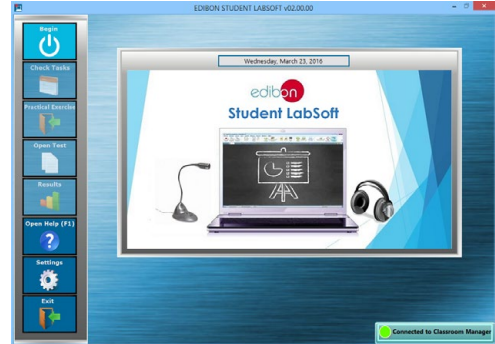 EDIBON STUDENT LABSOFT v02.00.00
Begin
Check Tasks
Practical Exercise
Open Test
Results
Open Help (F1)
Settings
Exit
Wednesday, March 23, 2016
edibon
Student LabSoft
Connected to Classroom Manager